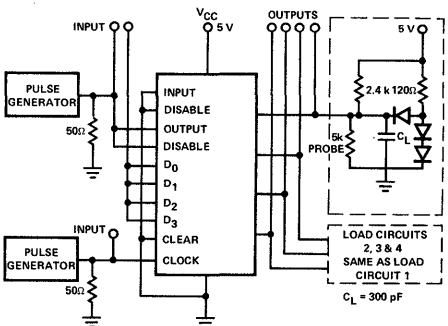 INPUT
V_CC
5 V
OUTPUTS
5 V
PULSE
GENERATOR
50Ω
INPUT
DISABLE
OUTPUT
DISABLE
D0
D1
D2
D3
CLEAR
CLOCK
2.4 k
120Ω
5k
PROBE
CL
INPUT
PULSE
GENERATOR
50Ω
LOAD CIRCUITS
2, 3 & 4
SAME AS LOAD
CIRCUIT 1
CL = 300 pF